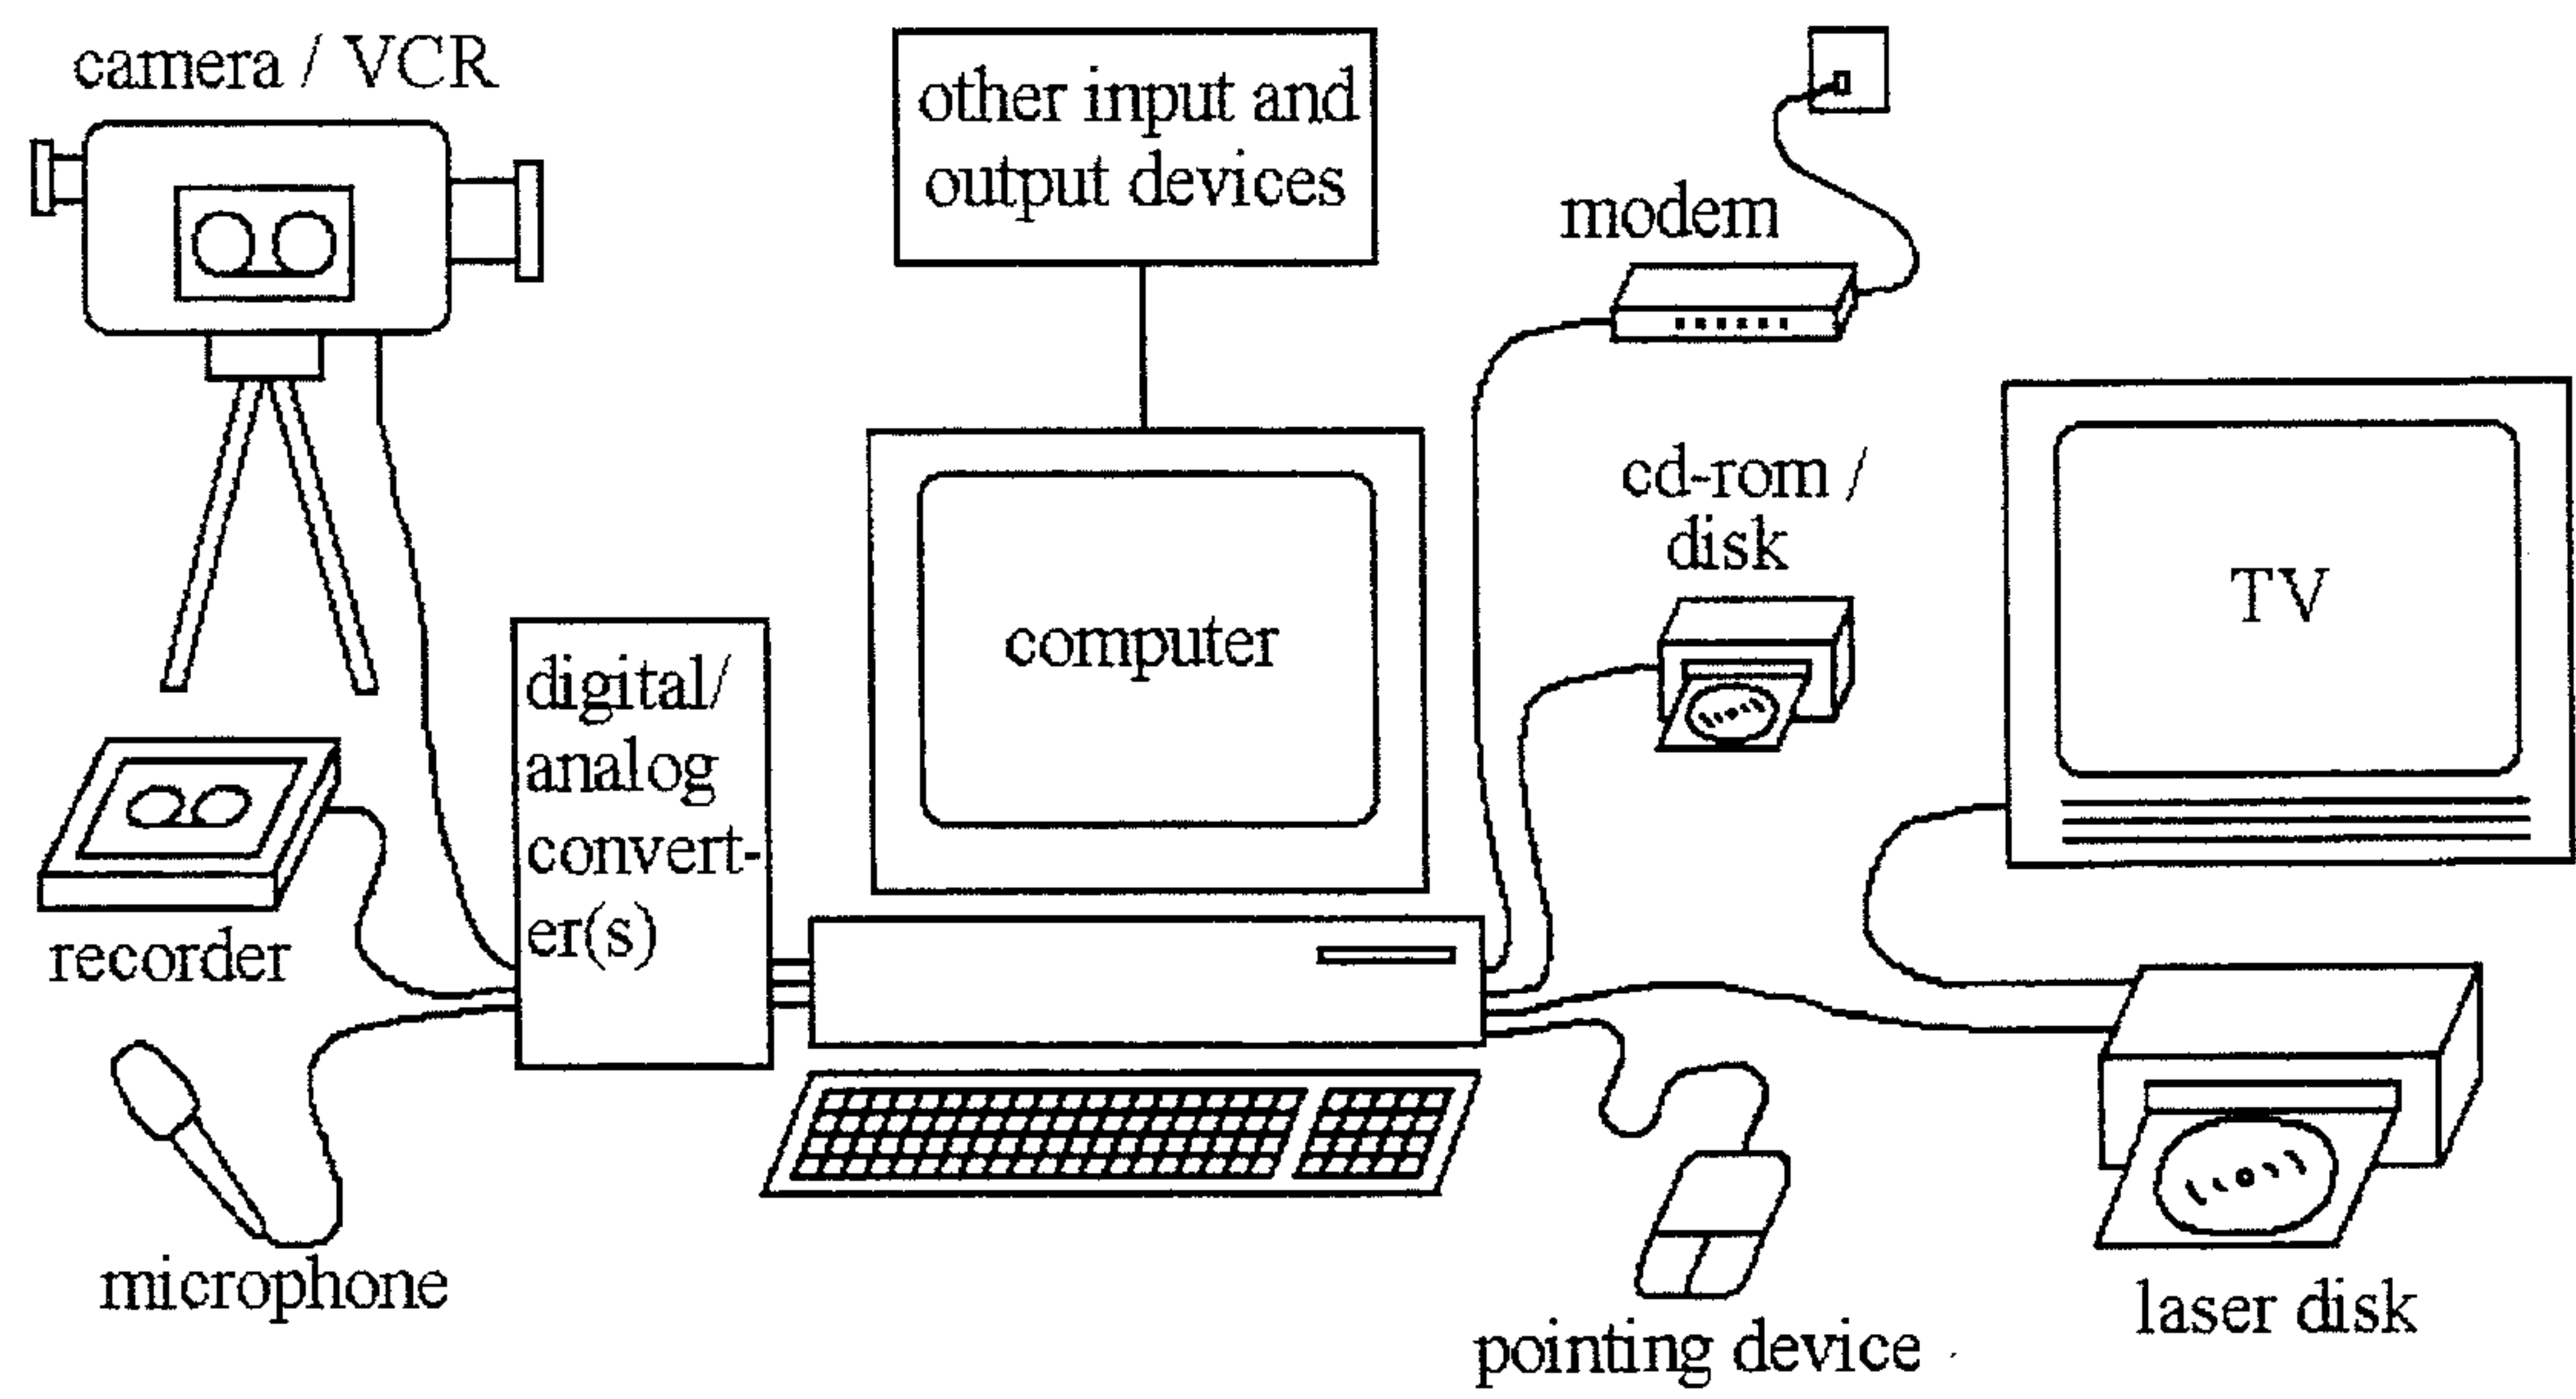 camera / VCR
other input and
output devices
modem
cd-rom /
disk
TV
computer
digital/
analog
convert-
er(s)
recorder
microphone
pointing device
laser disk